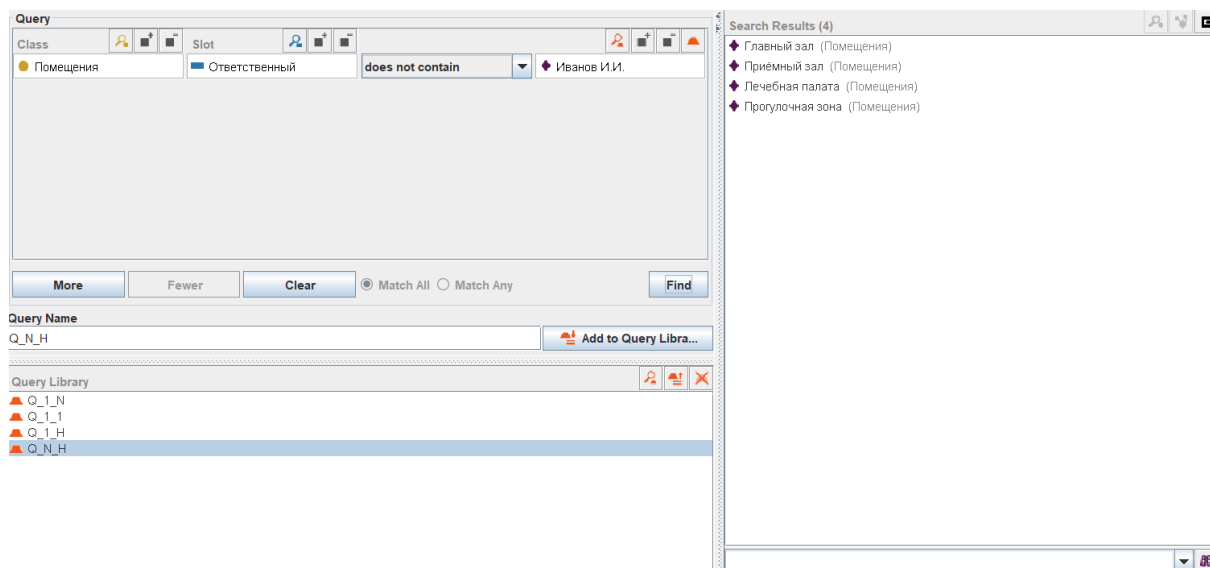 Query
Class
Slot
Помещения
Ответственный
does not contain
Иванов И.И.
More
Fewer
Clear
Match All
Match Any
Find
Query Name
Q_N_H
Add to Query Libra...
Query Library
Q_1_N
Q_1_1
Q_1_H
Q_N_H
Search Results (4)
Главный зал (Помещения)
Приёмный зал (Помещения)
Лечебная палата (Помещения)
Прогулочная зона (Помещения)